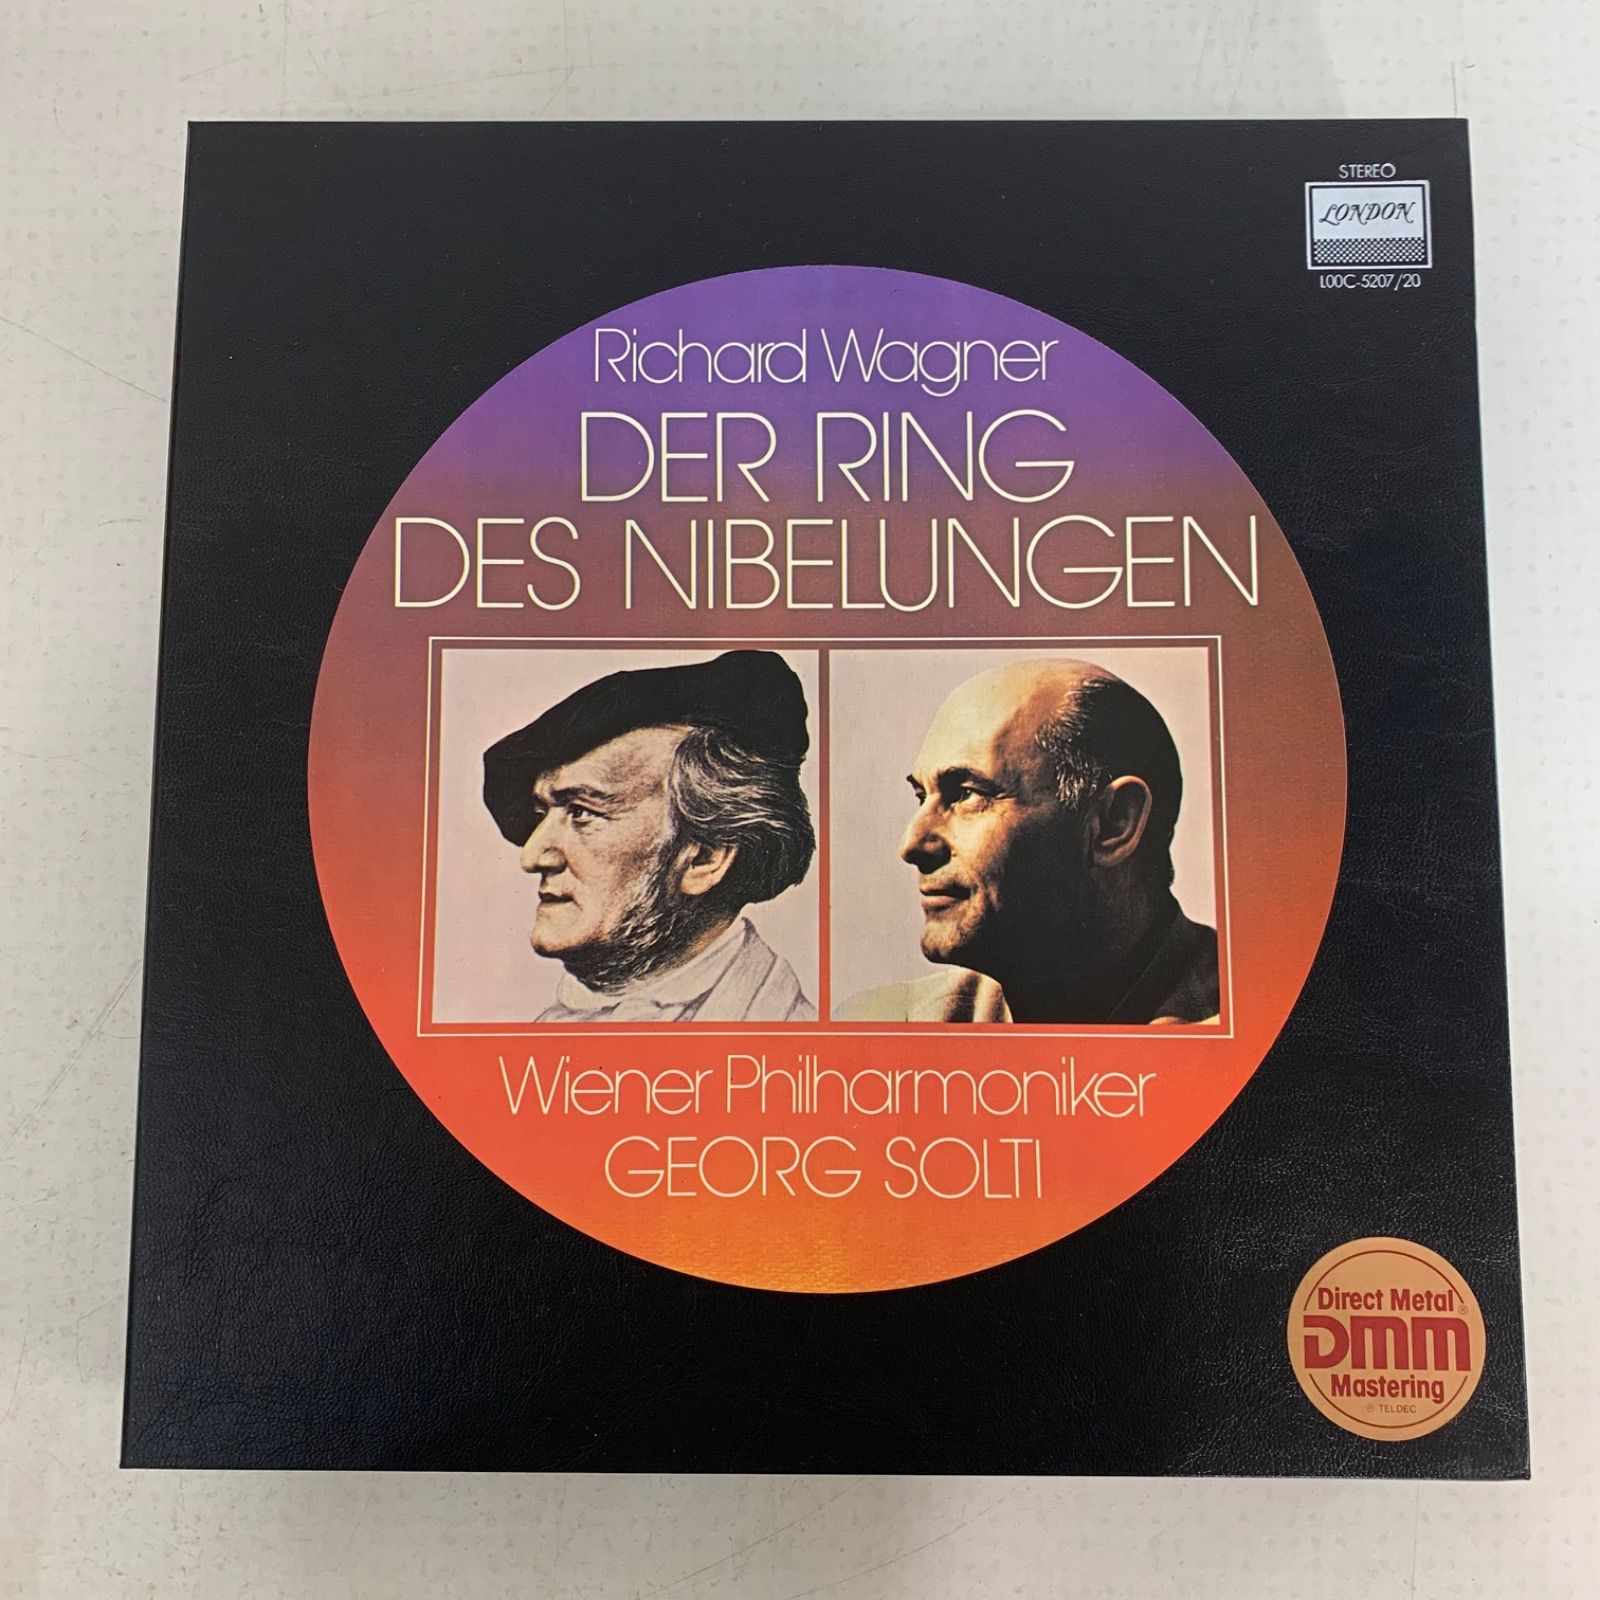 STEREO
LONDON
L00C-5207/20
Richard Wagner
DER RING
DES NIBELUNGEN
Wiener Philharmoniker
GEORG SOLTI
Direct Metal ®
DMM
Mastering
℗ TELDEC